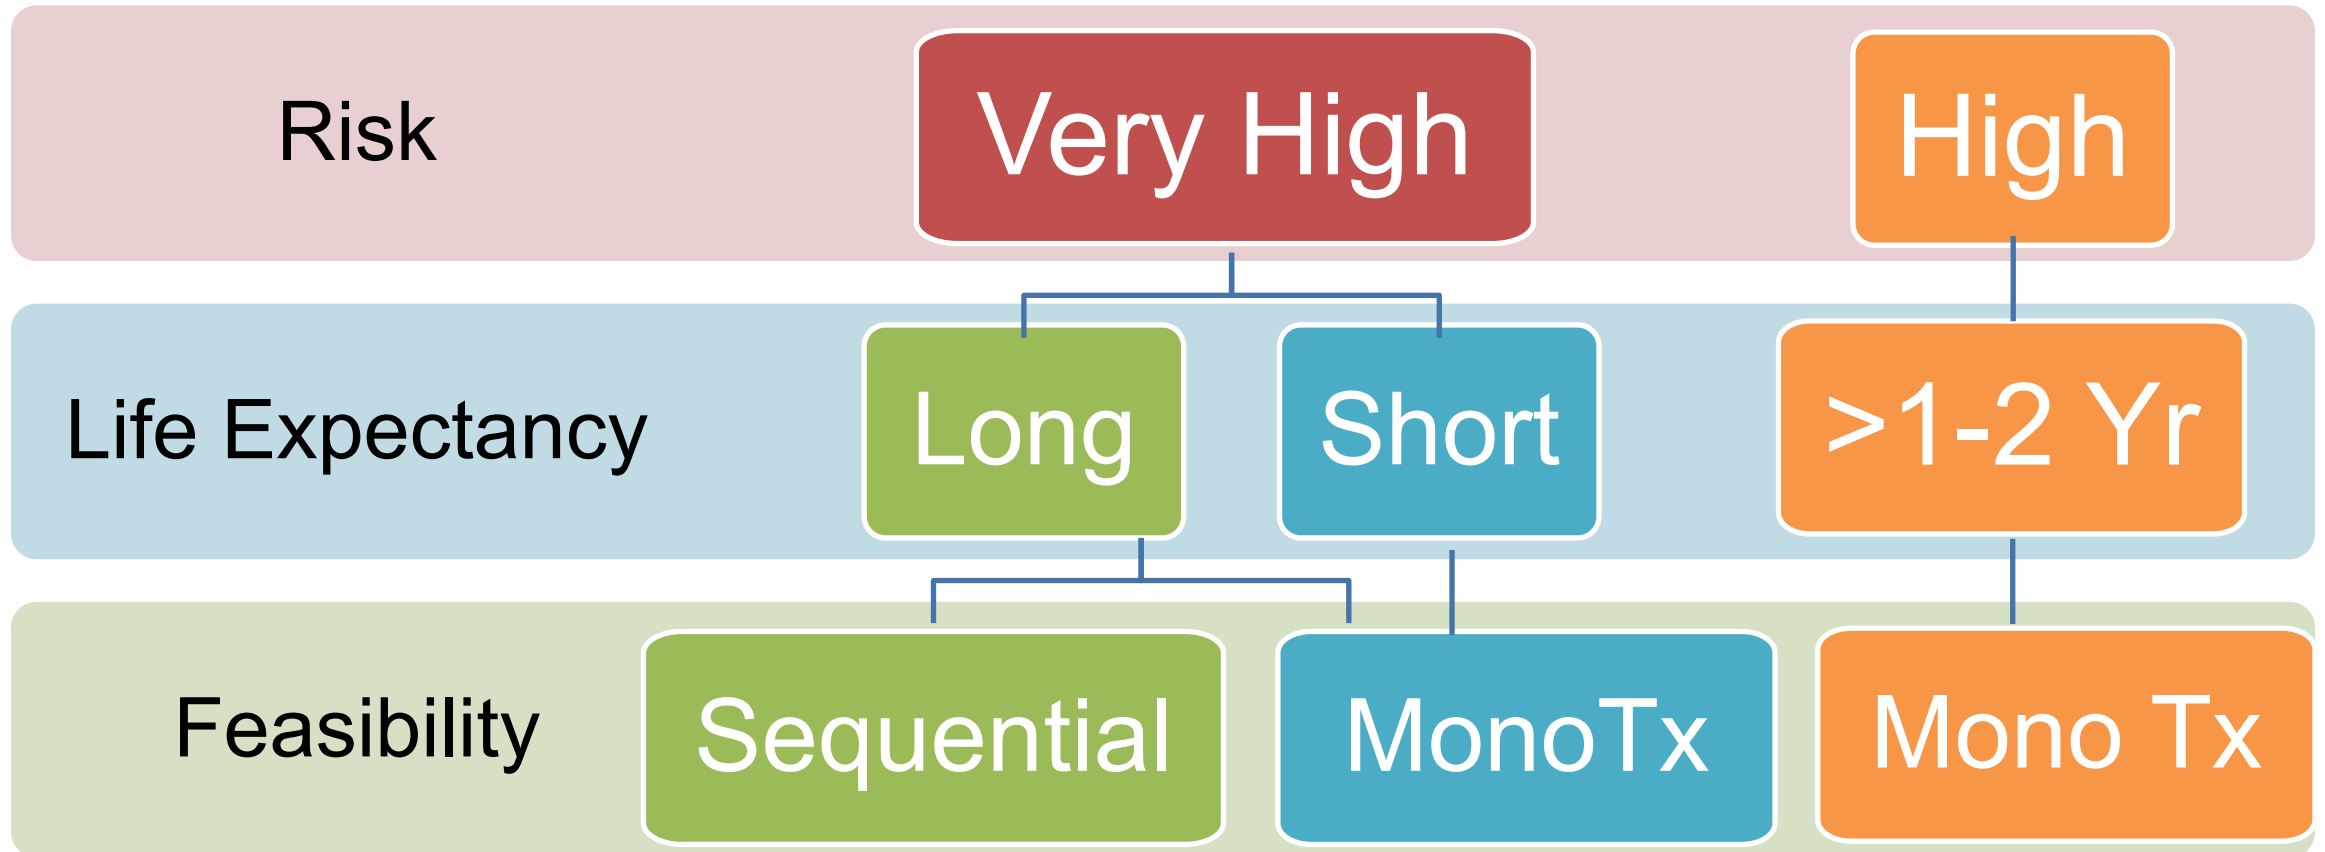 Risk
Very High
High
Life Expectancy
Long
Short
>1-2 Yr
Feasibility
Sequential
MonoTx
Mono Tx